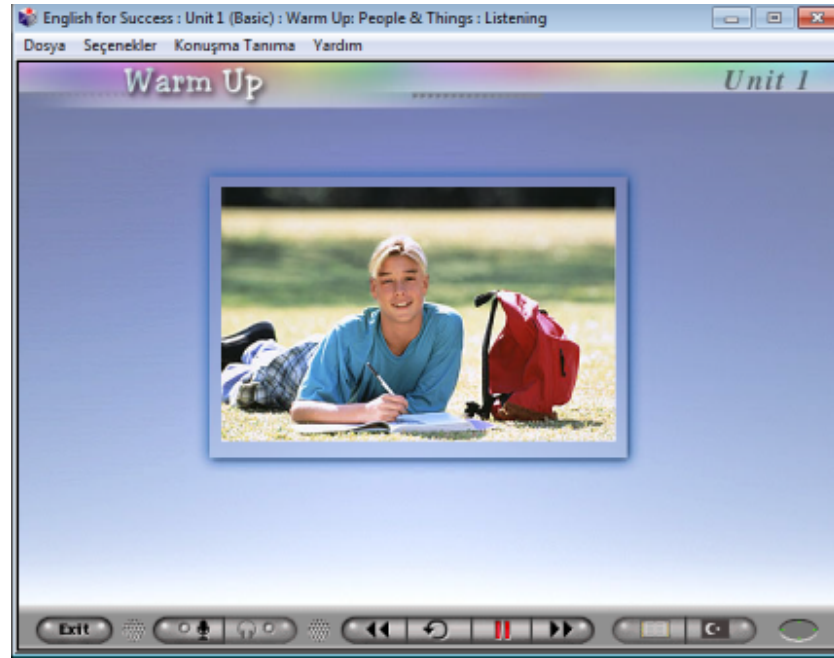 English for Success : Unit 1 (Basic) : Warm Up: People & Things : Listening
Dosya Seçenekler Konuşma Tanıma Yardım
Warm Up Unit 1
Exit